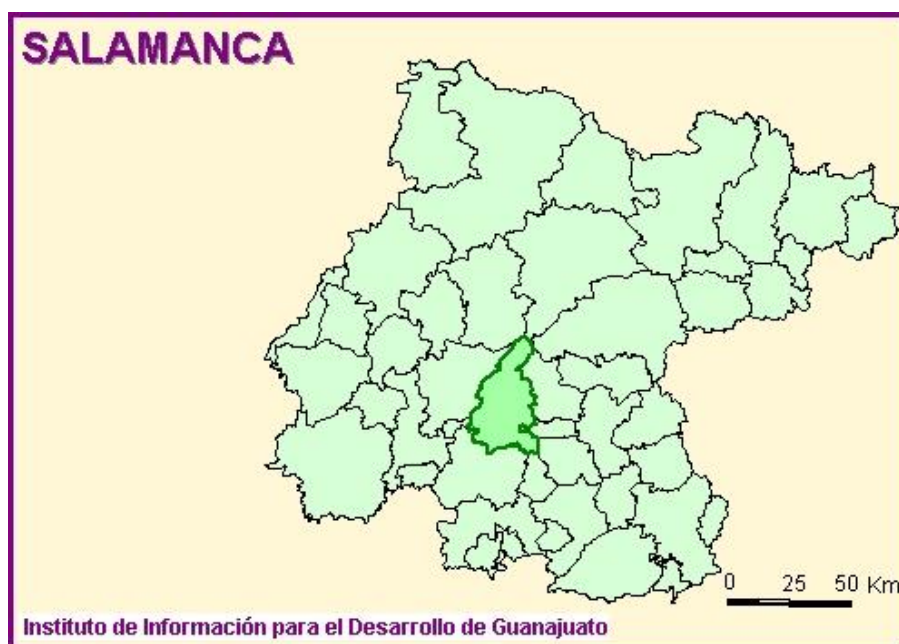 SALAMANCA
0 25 50 Km
Instituto de Información para el Desarrollo de Guanajuato